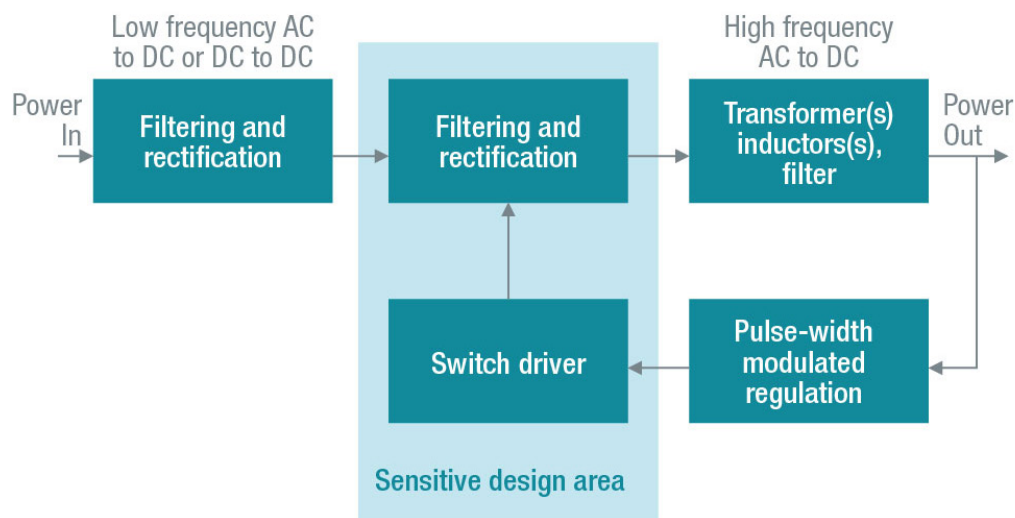 Low frequency AC
to DC or DC to DC
High frequency
AC to DC
Power
In
Filtering and
rectification
Filtering and
rectification
Transformer(s)
inductors(s),
filter
Power
Out
Switch driver
Pulse-width
modulated
regulation
Sensitive design area